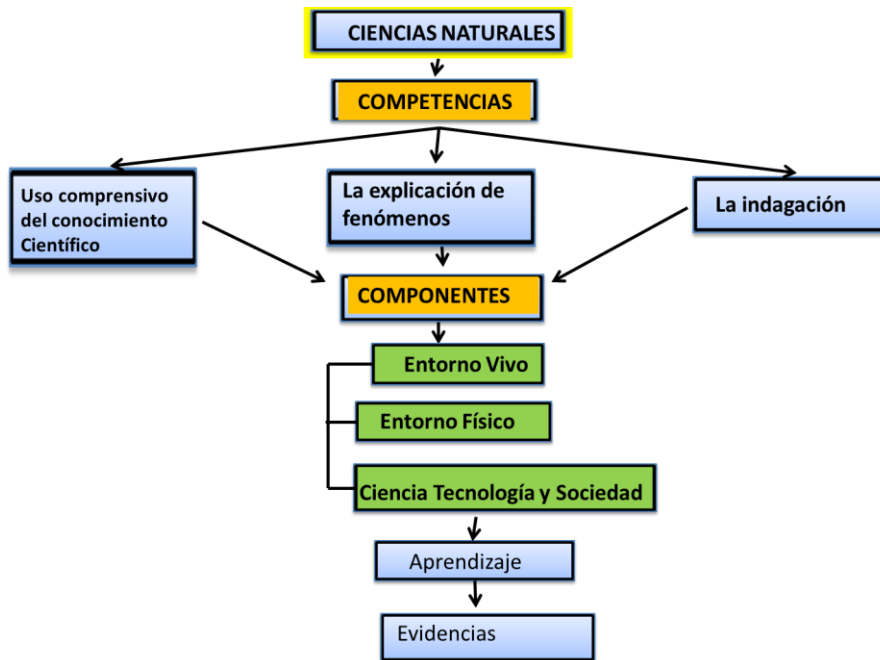 CIENCIAS NATURALES
COMPETENCIAS
Uso comprensivo
del conocimiento
Científico
La explicación de
fenómenos
La indagación
COMPONENTES
Entorno Vivo
Entorno Físico
Ciencia Tecnología y Sociedad
Aprendizaje
Evidencias